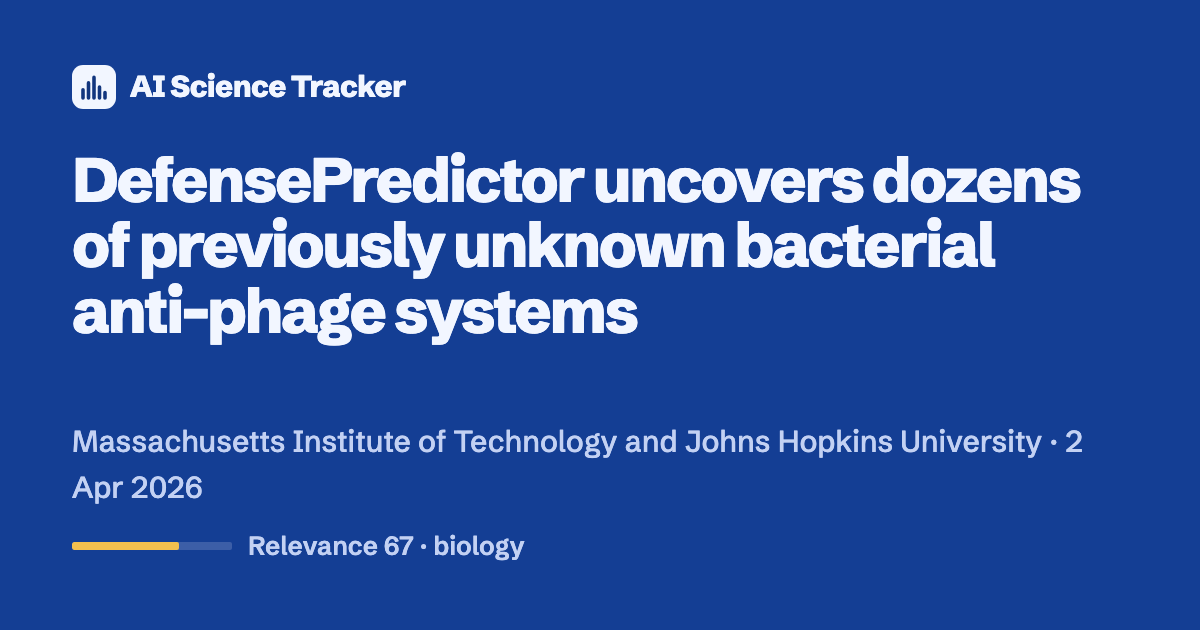 AI Science Tracker
DefensePredictor uncovers dozens
of previously unknown bacterial
anti-phage systems
Massachusetts Institute of Technology and Johns Hopkins University · 2
Apr 2026
Relevance 67 · biology